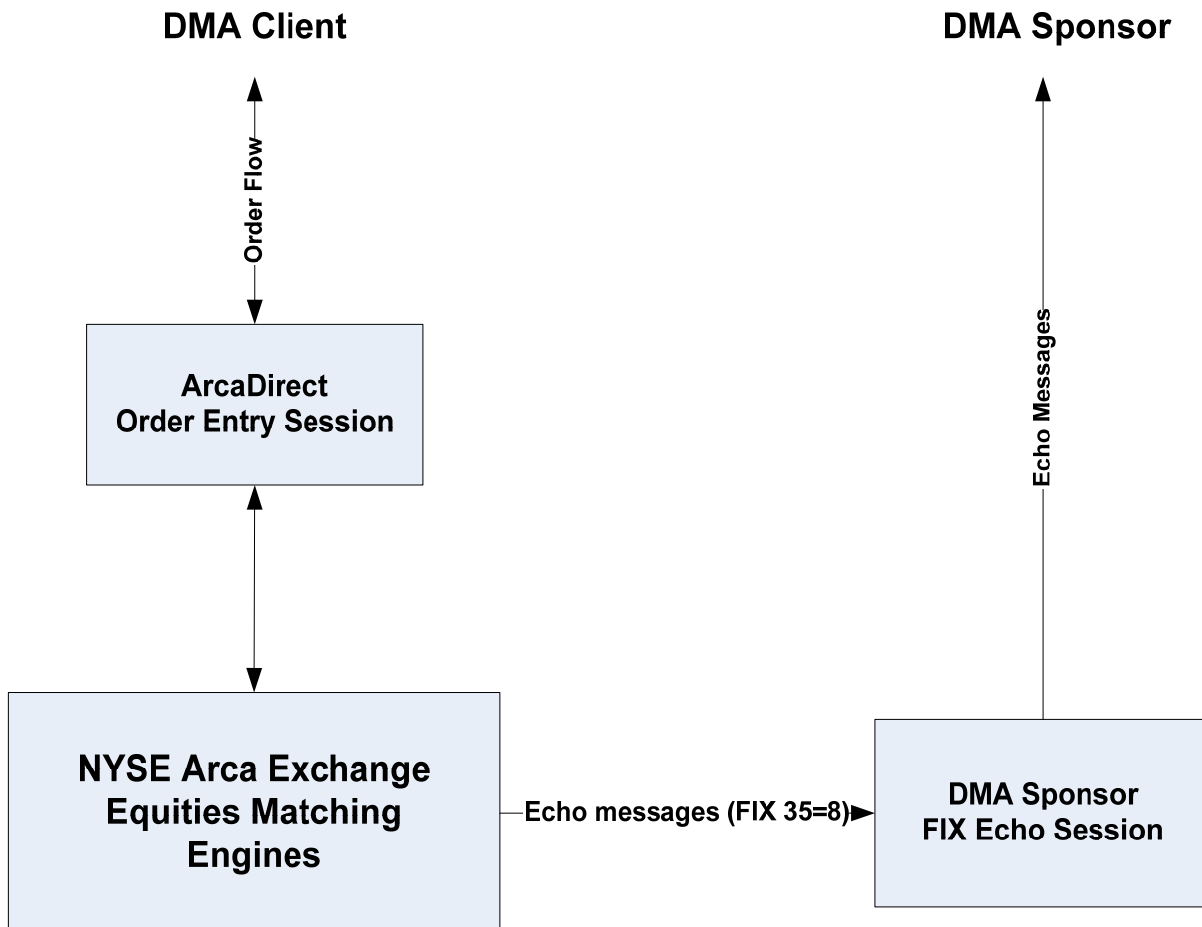 DMA Client
DMA Sponsor
Order Flow
ArcaDirect
Order Entry Session
Echo Messages
NYSE Arca Exchange
Equities Matching
Engines
Echo messages (FIX 35=8)
DMA Sponsor
FIX Echo Session